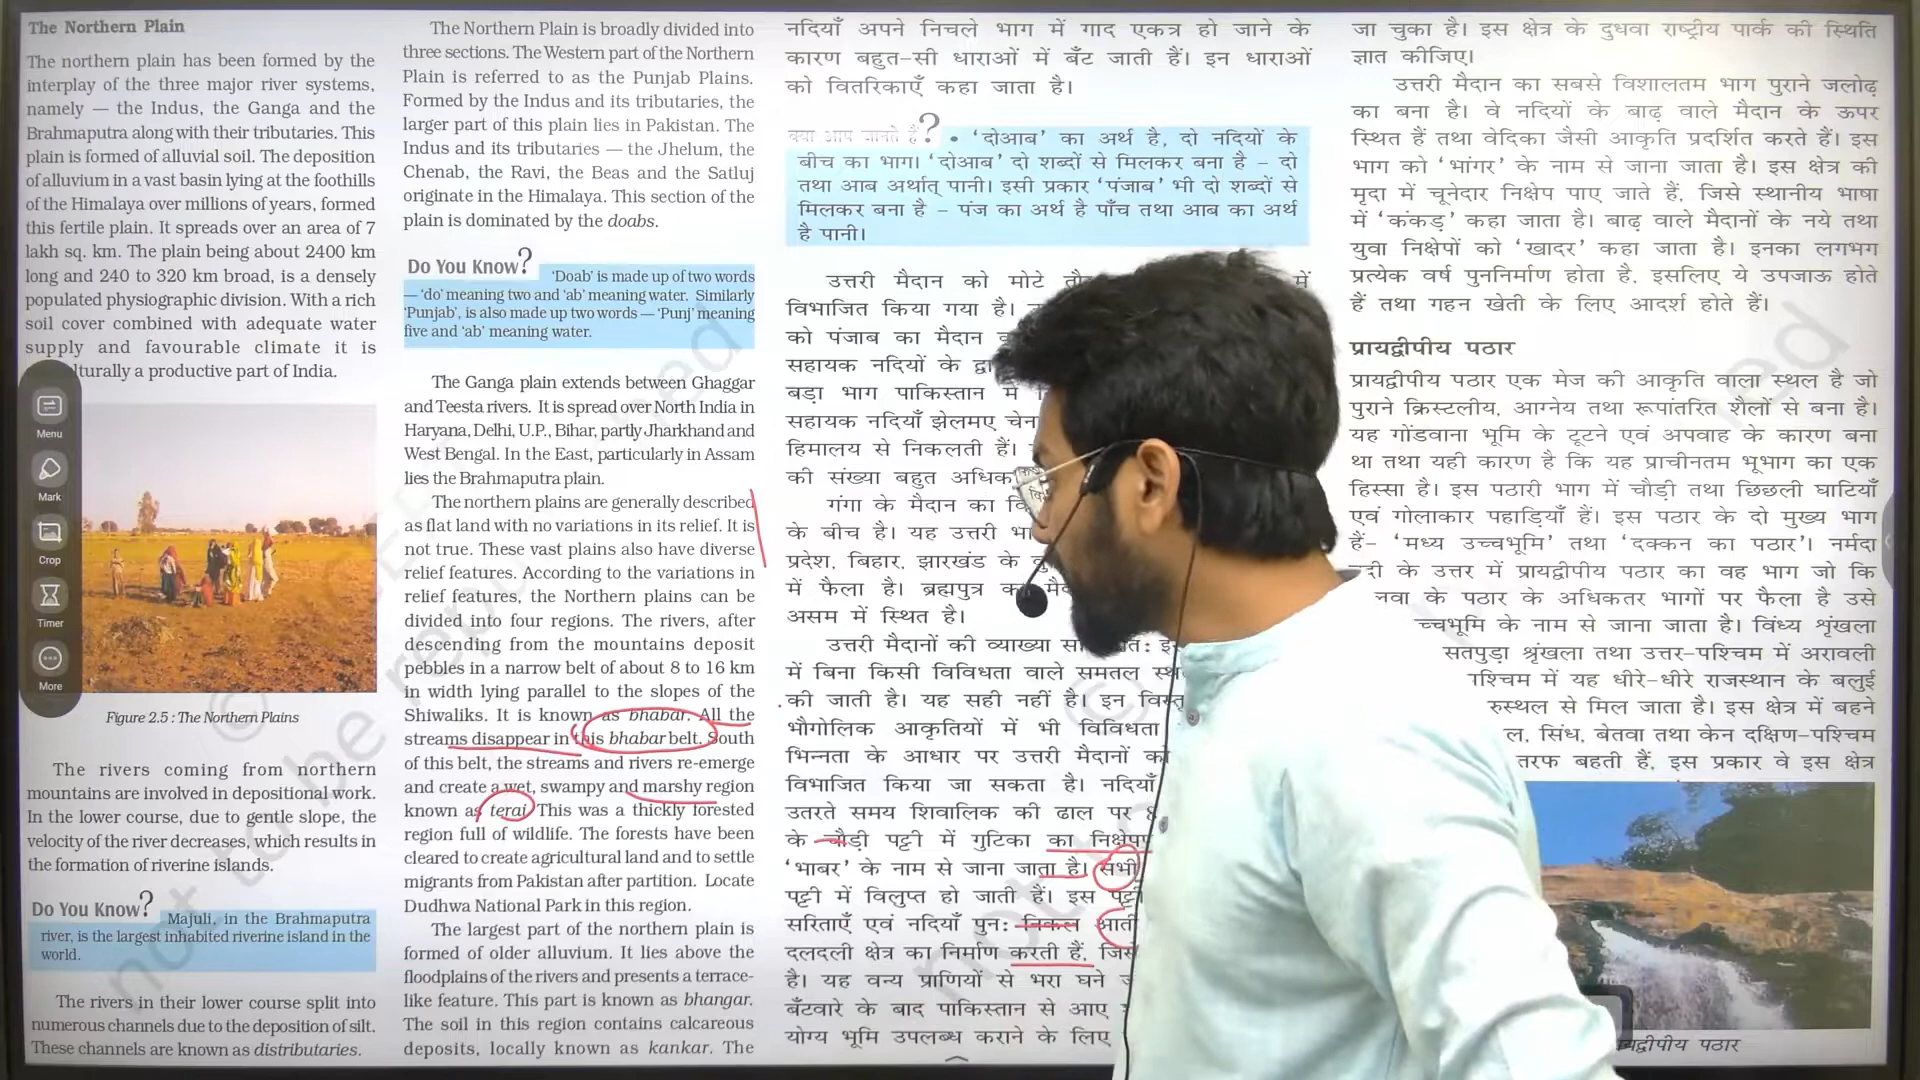 The Northern Plain
The northern plain has been formed by the
interplay of the three major river systems,
namely — the Indus, the Ganga and the
Brahmaputra along with their tributaries. This
plain is formed of alluvial soil. The deposition
of alluvium in a vast basin lying at the foothills
of the Himalaya over millions of years, formed
this fertile plain. It spreads over an area of 7
lakh sq. km. The plain being about 2400 km
long and 240 to 320 km broad, is a densely
populated physiographic division. With a rich
soil cover combined with adequate water
supply and favourable climate it is
lturally a productive part of India.
Menu
Mark
Crop
Timer
More
Figure 2.5 : The Northern Plains
The rivers coming from northern
mountains are involved in depositional work.
In the lower course, due to gentle slope, the
velocity of the river decreases, which results in
the formation of riverine islands.
Do You Know?
Majuli, in the Brahmaputra
river, is the largest inhabited riverine island in the
world.
The rivers in their lower course split into
numerous channels due to the deposition of silt.
These channels are known as distributaries.
The Northern Plain is broadly divided into
three sections. The Western part of the Northern
Plain is referred to as the Punjab Plains.
Formed by the Indus and its tributaries, the
larger part of this plain lies in Pakistan. The
Indus and its tributaries — the Jhelum, the
Chenab, the Ravi, the Beas and the Satluj
originate in the Himalaya. This section of the
plain is dominated by the doabs.
Do You Know?
‘Doab’ is made up of two words
— ‘do’ meaning two and ‘ab’ meaning water. Similarly
‘Punjab’, is also made up two words — ‘Punj’ meaning
five and ‘ab’ meaning water.
The Ganga plain extends between Ghaggar
and Teesta rivers. It is spread over North India in
Haryana, Delhi, U.P., Bihar, partly Jharkhand and
West Bengal. In the East, particularly in Assam
lies the Brahmaputra plain.
The northern plains are generally described
as flat land with no variations in its relief. It is
not true. These vast plains also have diverse
relief features. According to the variations in
relief features, the Northern plains can be
divided into four regions. The rivers, after
descending from the mountains deposit
pebbles in a narrow belt of about 8 to 16 km
in width lying parallel to the slopes of the
Shiwaliks. It is known as bhabar. All the
streams disappear in this bhabar belt. South
of this belt, the streams and rivers re-emerge
and create a wet, swampy and marshy region
known as terai. This was a thickly forested
region full of wildlife. The forests have been
cleared to create agricultural land and to settle
migrants from Pakistan after partition. Locate
Dudhwa National Park in this region.
The largest part of the northern plain is
formed of older alluvium. It lies above the
floodplains of the rivers and presents a terrace-
like feature. This part is known as bhangar.
The soil in this region contains calcareous
deposits, locally known as kankar. The
नदियाँ अपने निचले भाग में गाद एकत्र हो जाने के
कारण बहुत-सी धाराओं में बँट जाती हैं। इन धाराओं
को वितरिकाएँ कहा जाता है।
क्या आप जानते हैं?
• ‘दोआब’ का अर्थ है, दो नदियों के
बीच का भाग। ‘दोआब’ दो शब्दों से मिलकर बना है – दो
तथा आब अर्थात् पानी। इसी प्रकार ‘पंजाब’ भी दो शब्दों से
मिलकर बना है – पंज का अर्थ है पाँच तथा आब का अर्थ
है पानी।
उत्तरी मैदान को मोटे तौ में
विभाजित किया गया है।
को पंजाब का मैदान
सहायक नदियों के द्वा
बड़ा भाग पाकिस्तान में
सहायक नदियाँ झेलमए चेन
हिमालय से निकलती हैं।
की संख्या बहुत अधिक
गंगा के मैदान का वि
के बीच है। यह उत्तरी भा
प्रदेश, बिहार, झारखंड के कु
में फैला है। ब्रह्मपुत्र का मै
असम में स्थित है।
उत्तरी मैदानों की व्याख्या सा तः इ
में बिना किसी विविधता वाले समतल स्थ
की जाती है। यह सही नहीं है। इन विस्तृ
भौगोलिक आकृतियों में भी विविधता
भिन्नता के आधार पर उत्तरी मैदानों को
विभाजित किया जा सकता है। नदियाँ
उतरते समय शिवालिक की ढाल पर 8
के चौड़ी पट्टी में गुटिका का निक्षेप
‘भाबर’ के नाम से जाना जाता है। सभी
पट्टी में विलुप्त हो जाती हैं। इस पट्टी
सरिताएँ एवं नदियाँ पुनः निकल आती
दलदली क्षेत्र का निर्माण करती हैं, जिस
है। यह वन्य प्राणियों से भरा घने
बँटवारे के बाद पाकिस्तान से आए
योग्य भूमि उपलब्ध कराने के लिए
जा चुका है। इस क्षेत्र के दुधवा राष्ट्रीय पार्क की स्थिति
ज्ञात कीजिए।
उत्तरी मैदान का सबसे विशालतम भाग पुराने जलोढ़
का बना है। वे नदियों के बाढ़ वाले मैदान के ऊपर
स्थित हैं तथा वेदिका जैसी आकृति प्रदर्शित करते हैं। इस
भाग को ‘भांगर’ के नाम से जाना जाता है। इस क्षेत्र की
मृदा में चूनेदार निक्षेप पाए जाते हैं, जिसे स्थानीय भाषा
में ‘कंकड़’ कहा जाता है। बाढ़ वाले मैदानों के नये तथा
युवा निक्षेपों को ‘खादर’ कहा जाता है। इनका लगभग
प्रत्येक वर्ष पुननिर्माण होता है, इसलिए ये उपजाऊ होते
हैं तथा गहन खेती के लिए आदर्श होते हैं।
प्रायद्वीपीय पठार
प्रायद्वीपीय पठार एक मेज की आकृति वाला स्थल है जो
पुराने क्रिस्टलीय, आग्नेय तथा रूपांतरित शैलों से बना है।
यह गोंडवाना भूमि के टूटने एवं अपवाह के कारण बना
था तथा यही कारण है कि यह प्राचीनतम भूभाग का एक
हिस्सा है। इस पठारी भाग में चौड़ी तथा छिछली घाटियाँ
एवं गोलाकार पहाड़ियाँ हैं। इस पठार के दो मुख्य भाग
हैं– ‘मध्य उच्चभूमि’ तथा ‘दक्कन का पठार’। नर्मदा
दी के उत्तर में प्रायद्वीपीय पठार का वह भाग जो कि
लवा के पठार के अधिकतर भागों पर फैला है उसे
च्चभूमि के नाम से जाना जाता है। विंध्य शृंखला
सतपुड़ा श्रृंखला तथा उत्तर-पश्चिम में अरावली
पश्चिम में यह धीरे-धीरे राजस्थान के बलुई
रुस्थल से मिल जाता है। इस क्षेत्र में बहने
ल, सिंध, बेतवा तथा केन दक्षिण-पश्चिम
तरफ बहती हैं, इस प्रकार वे इस क्षेत्र
यद्वीपीय पठार